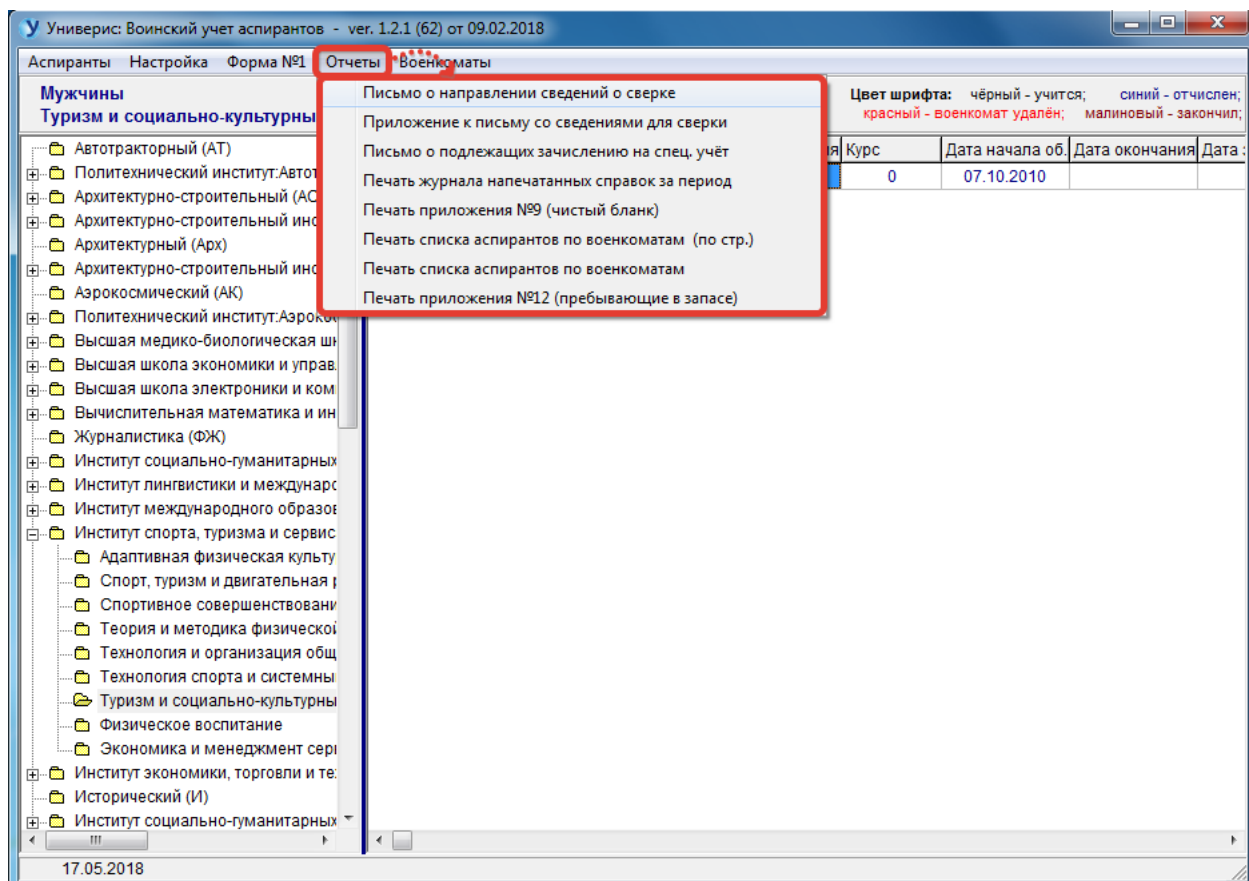 Универис: Воинский учет аспирантов - ver. 1.2.1 (62) от 09.02.2018
Аспиранты Настройка Форма №1 Отчеты Военкоматы
Мужчины
Туризм и социально-культурны
Цвет шрифта: чёрный - учится; синий - отчислен;
красный - военкомат удалён; малиновый - закончил;
Письмо о направлении сведений о сверке
Приложение к письму со сведениями для сверки
Письмо о подлежащих зачислению на спец. учёт
Печать журнала напечатанных справок за период
Печать приложения №9 (чистый бланк)
Печать списка аспирантов по военкоматам (по стр.)
Печать списка аспирантов по военкоматам
Печать приложения №12 (пребывающие в запасе)
ия Курс Дата начала об. Дата окончания Дата
0 07.10.2010
Автотракторный (АТ)
Политехнический институт:Автот
Архитектурно-строительный (АС
Архитектурно-строительный инс
Архитектурный (Арх)
Архитектурно-строительный инс
Аэрокосмический (АК)
Политехнический институт:Аэрокос
Высшая медико-биологическая ш
Высшая школа экономики и управ
Высшая школа электроники и ком
Вычислительная математика и ин
Журналистика (ФЖ)
Институт социально-гуманитарных
Институт лингвистики и междунаро
Институт международного образов
Институт спорта, туризма и сервис
Адаптивная физическая культу
Спорт, туризм и двигательная р
Спортивное совершенствовани
Теория и методика физической
Технология и организация общ
Технология спорта и системны
Туризм и социально-культурны
Физическое воспитание
Экономика и менеджмент серв
Институт экономики, торговли и те
Исторический (И)
Институт социально-гуманитарных
17.05.2018